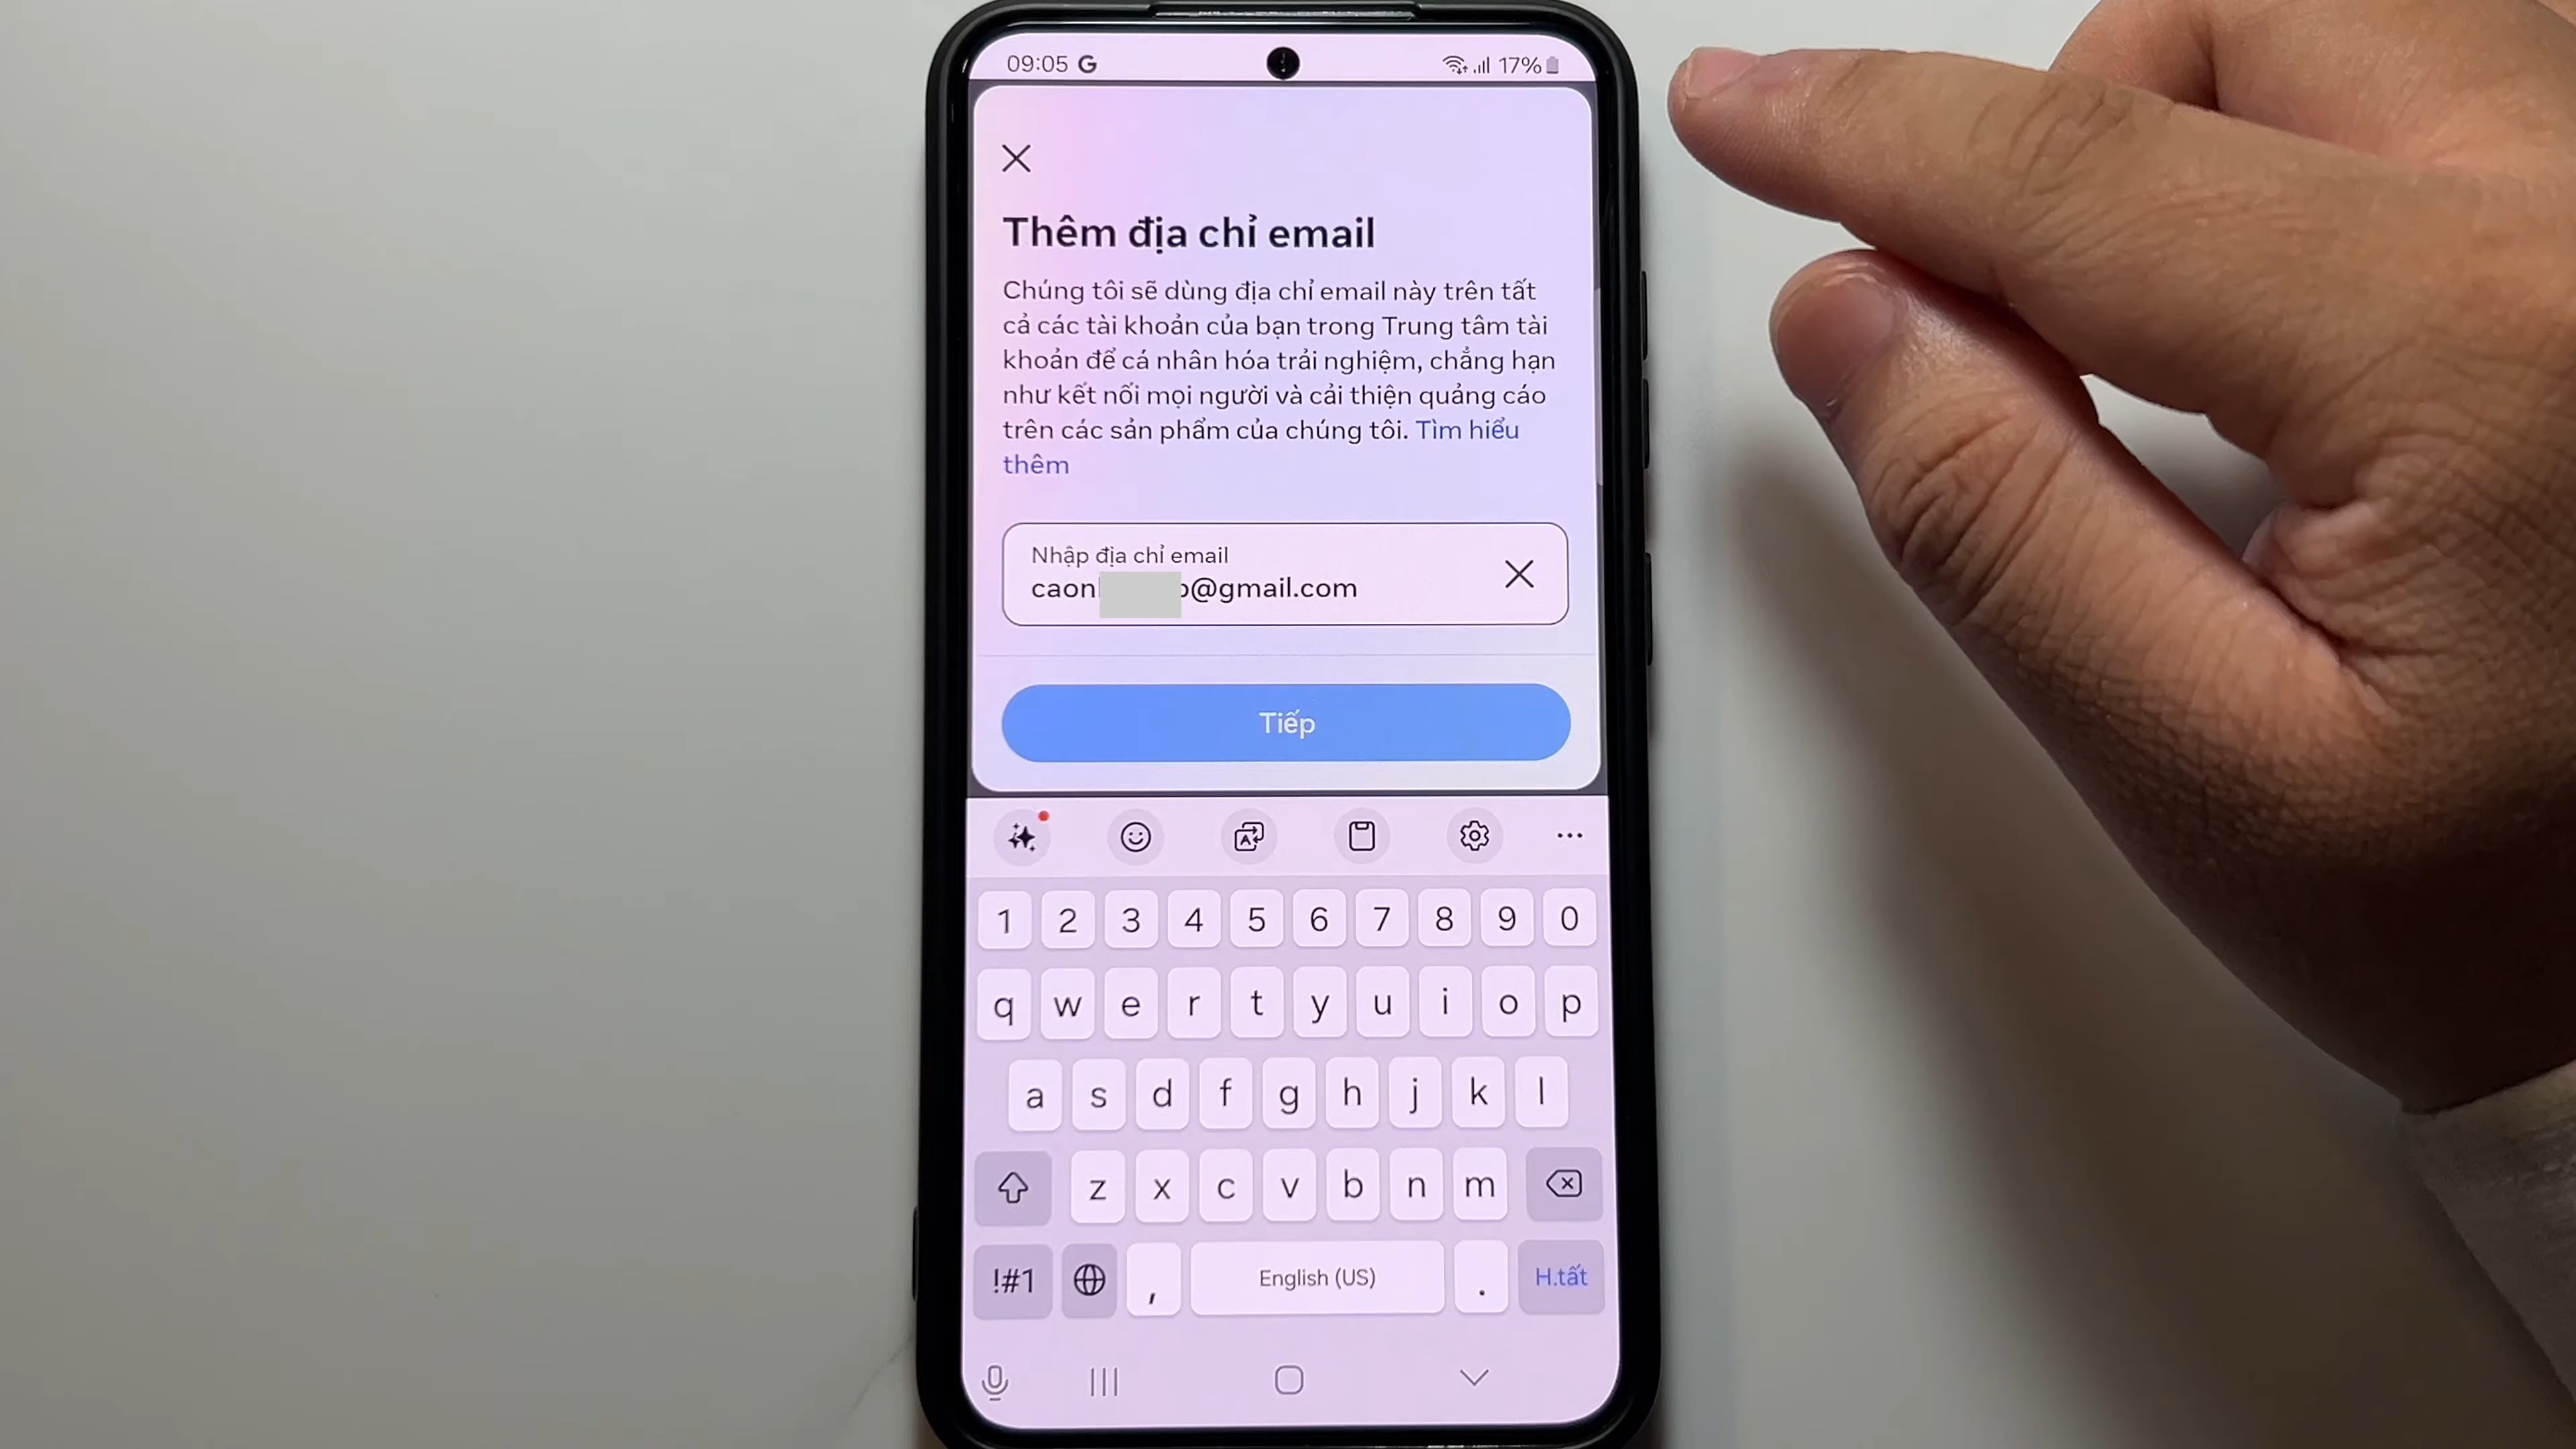 09:05 G 17%
Thêm địa chỉ email
Chúng tôi sẽ dùng địa chỉ email này trên tất
cả các tài khoản của bạn trong Trung tâm tài
khoản để cá nhân hóa trải nghiệm, chẳng hạn
như kết nối mọi người và cải thiện quảng cáo
trên các sản phẩm của chúng tôi. Tìm hiểu
thêm
Nhập địa chỉ email
@gmail.com
Tiếp
1 2 3 4 5 6 7 8 9 0
q w e r t y u i o p
a s d f g h j k l
z x c v b n m
!#1 , English (US) . H.tất